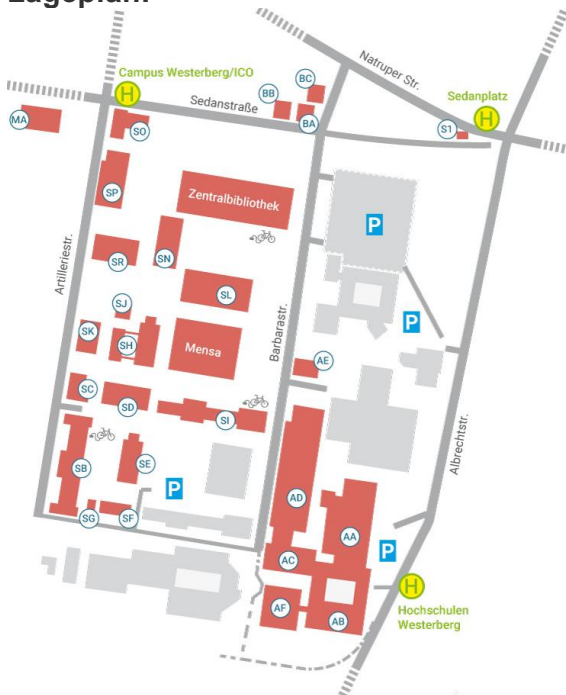 Lageplan:
Campus Westerberg/ICO
H
Sedanstraße
Natruper Str.
Sedanplatz
H
BC
BB
BA
S1
MA
SO
SP
Zentralbibliothek
P
SR
SN
SL
Artilleriestr.
Barbarastr.
SJ
SK
SH
Mensa
P
AE
SC
SD
SI
Albrechtstr.
SB
SE
P
AD
AA
SG
SF
AC
P
H
Hochschulen
Westerberg
AF
AB